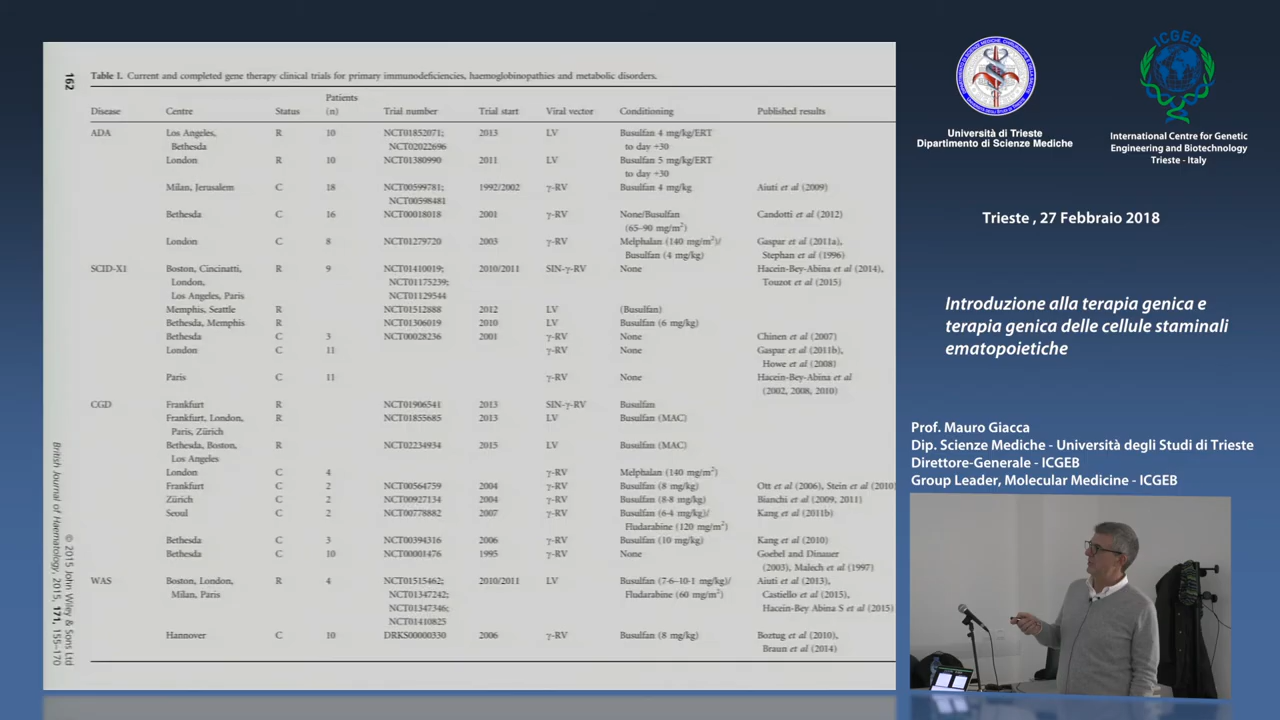 162
Table I. Current and completed gene therapy clinical trials for primary immunodeficiencies, haemoglobinopathies and metabolic disorders.
Disease Centre Status Patients (n) Trial number Trial start Viral vector Conditioning Published results
ADA Los Angeles, R 10 NCT01852071; 2013 LV Busulfan 4 mg/kg/ERT
Bethesda NCT02022696 to day +30
London R 10 NCT01380990 2011 LV Busulfan 5 mg/kg/ERT
to day +30
Milan, Jerusalem C 18 NCT00599781; 1992/2002 γ-RV Busulfan 4 mg/kg Aiuti et al (2009)
NCT00598481
Bethesda C 16 NCT00018018 2001 γ-RV None/Busulfan Candotti et al (2012)
(65–90 mg/m²)
London C 8 NCT01279720 2003 γ-RV Melphalan (140 mg/m²)/ Gaspar et al (2011a),
Busulfan (4 mg/kg) Stephan et al (1996)
SCID-X1 Boston, Cincinatti, R 9 NCT01410019; 2010/2011 SIN-γ-RV None Hacein-Bey-Abina et al (2014),
London, NCT01175239; Touzot et al (2015)
Los Angeles, Paris NCT01129544
Memphis, Seattle R NCT01512888 2012 LV (Busulfan)
Bethesda, Memphis R NCT01306019 2010 LV Busulfan (6 mg/kg)
Bethesda C 3 NCT00028236 2001 γ-RV None Chinen et al (2007)
London C 11 γ-RV None Gaspar et al (2011b),
Howe et al (2008)
Paris C 11 γ-RV None Hacein-Bey-Abina et al
(2002, 2008, 2010)
CGD Frankfurt R NCT01906541 2013 SIN-γ-RV Busulfan
Frankfurt, London, R NCT01855685 2013 LV Busulfan (MAC)
Paris, Zürich
Bethesda, Boston, R NCT02234934 2015 LV Busulfan (MAC)
Los Angeles
London C 4 γ-RV Melphalan (140 mg/m²)
Frankfurt C 2 NCT00564759 2004 γ-RV Busulfan (8 mg/kg) Ott et al (2006), Stein et al (2010)
Zürich C 2 NCT00927134 2004 γ-RV Busulfan (8·8 mg/kg) Bianchi et al (2009, 2011)
Seoul C 2 NCT00778882 2007 γ-RV Busulfan (6·4 mg/kg)/ Kang et al (2011b)
Fludarabine (120 mg/m²)
Bethesda C 3 NCT00394316 2006 γ-RV Busulfan (10 mg/kg) Kang et al (2010)
Bethesda C 10 NCT00001476 1995 γ-RV None Goebel and Dinauer
(2003), Malech et al (1997)
WAS Boston, London, R 4 NCT01515462; 2010/2011 LV Busulfan (7·6–10·1 mg/kg)/ Aiuti et al (2013),
Milan, Paris NCT01347242; Fludarabine (60 mg/m²) Castiello et al (2015),
NCT01347346; Hacein-Bey Abina S et al (2015)
NCT01410825
Hannover C 10 DRKS00000330 2006 γ-RV Busulfan (8 mg/kg) Boztug et al (2010),
Braun et al (2014)
© 2015 John Wiley & Sons Ltd
British Journal of Haematology, 2015, 171, 155–170
ICGEB
Università di Trieste
Dipartimento di Scienze Mediche
International Centre for Genetic
Engineering and Biotechnology
Trieste - Italy
Trieste , 27 Febbraio 2018
Introduzione alla terapia genica e
terapia genica delle cellule staminali
ematopoietiche
Prof. Mauro Giacca
Dip. Scienze Mediche - Università degli Studi di Trieste
Direttore-Generale - ICGEB
Group Leader, Molecular Medicine - ICGEB